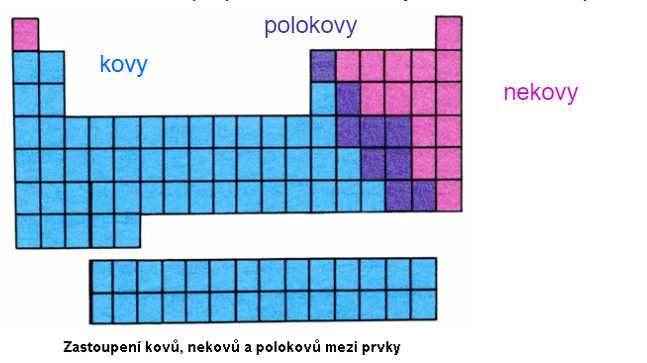 polokovy
kovy
nekovy
Zastoupení kovů, nekovů a polokovů mezi prvky